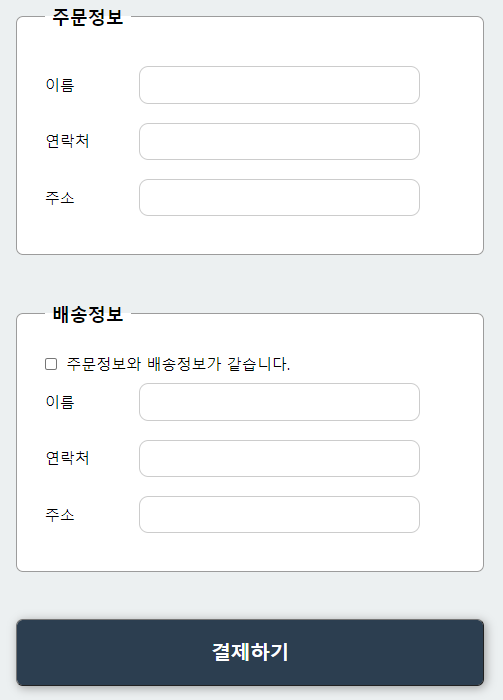 주문정보
이름
연락처
주소
배송정보
주문정보와 배송정보가 같습니다.
이름
연락처
주소
결제하기